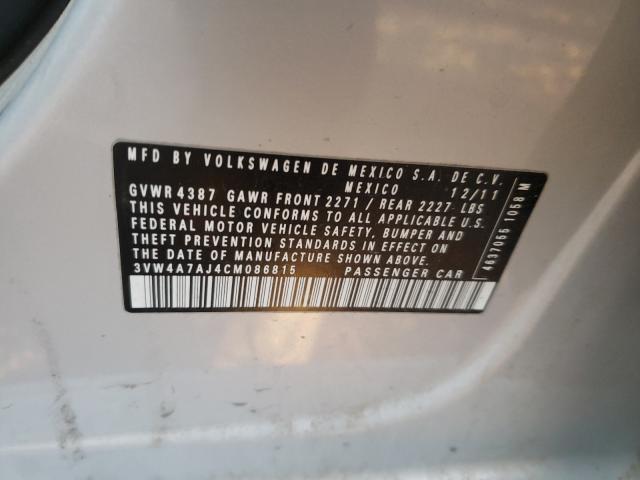 MFD BY VOLKSWAGEN DE MEXICO S.A. DE C.V.
MEXICO 12/11
GVWR 4387 GAWR FRONT 2271 / REAR 2227 LBS
THIS VEHICLE CONFORMS TO ALL APPLICABLE U.S.
FEDERAL MOTOR VEHICLE SAFETY, BUMPER AND
THEFT PREVENTION STANDARDS IN EFFECT ON
THE DATE OF MANUFACTURE SHOWN ABOVE.
3VW4A7AJ4CM086815 PASSENGER CAR
4637055 1058 M